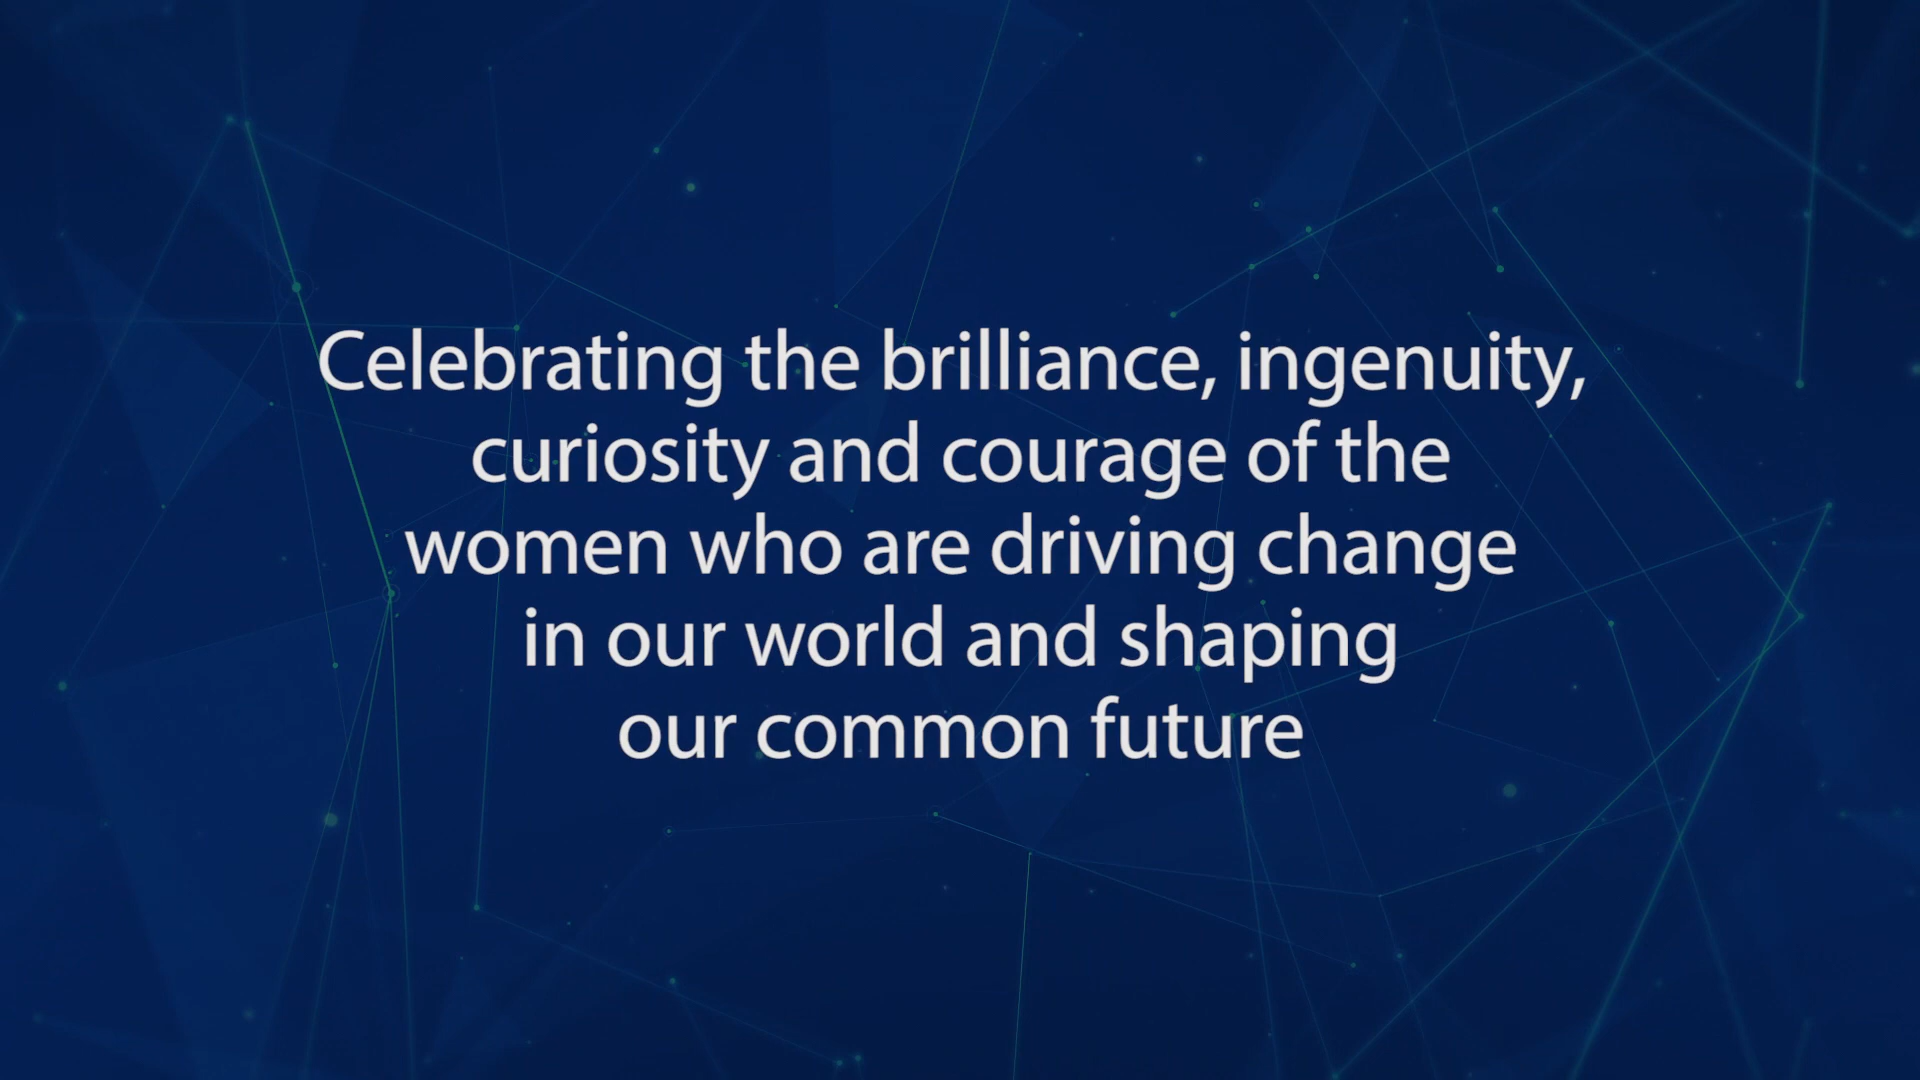 Celebrating the brilliance, ingenuity,
curiosity and courage of the
women who are driving change
in our world and shaping
our common future